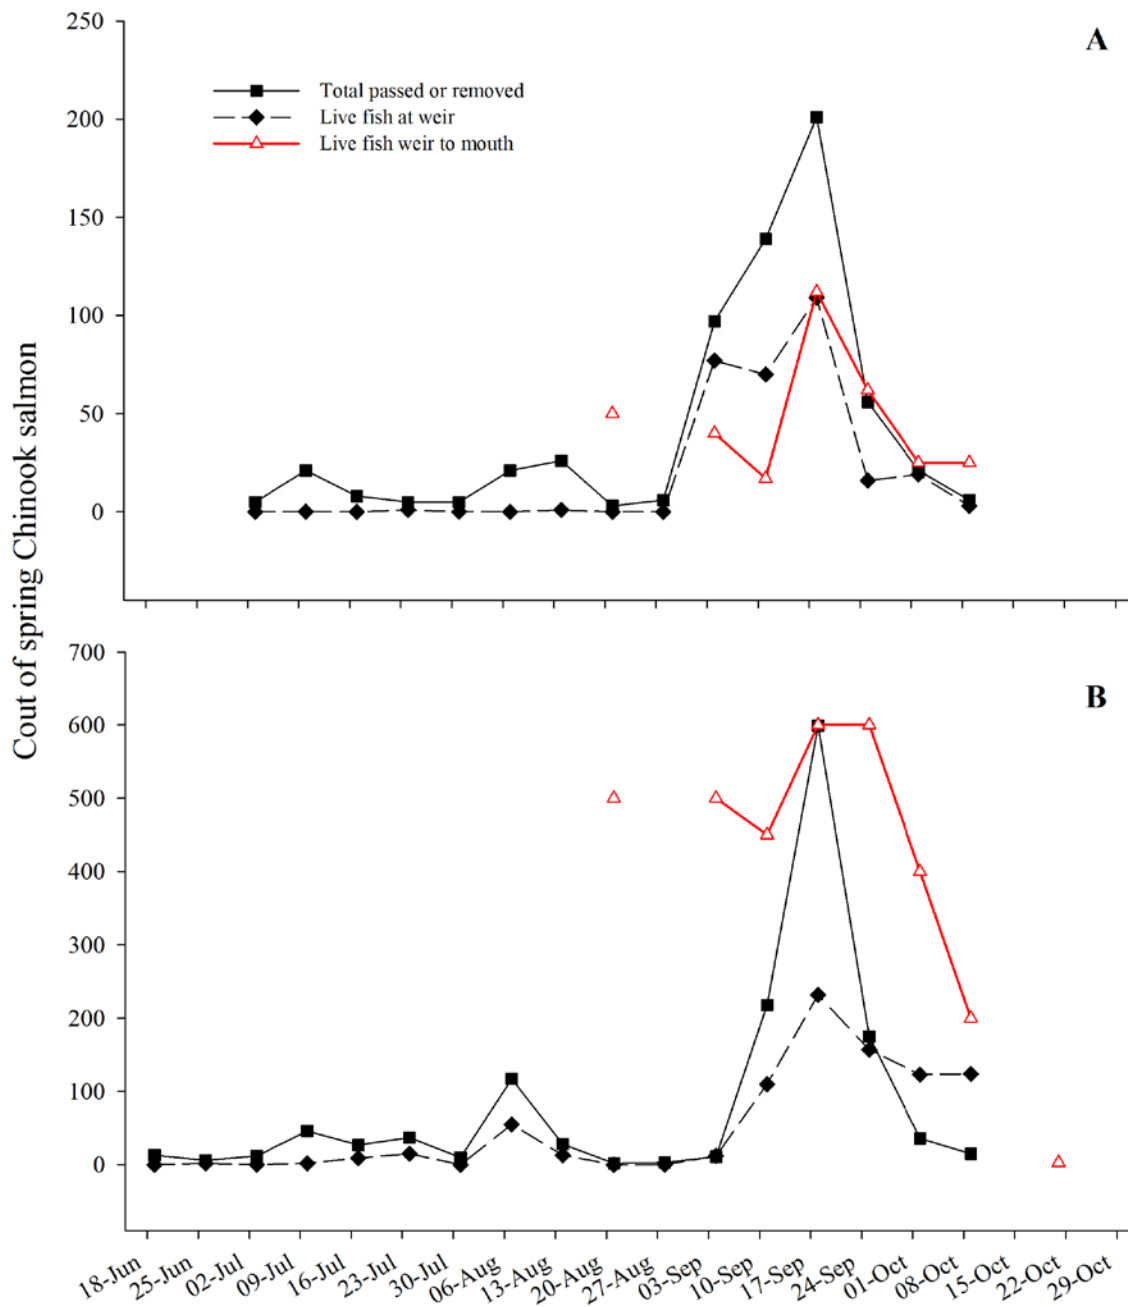 250
A
Total passed or removed
Live fish at weir
Live fish weir to mouth
200
150
100
50
0
Cout of spring Chinook salmon
700
B
600
500
400
300
200
100
0
18-Jun
25-Jun
02-Jul
09-Jul
16-Jul
23-Jul
30-Jul
06-Aug
13-Aug
20-Aug
27-Aug
03-Sep
10-Sep
17-Sep
24-Sep
01-Oct
08-Oct
15-Oct
22-Oct
29-Oct